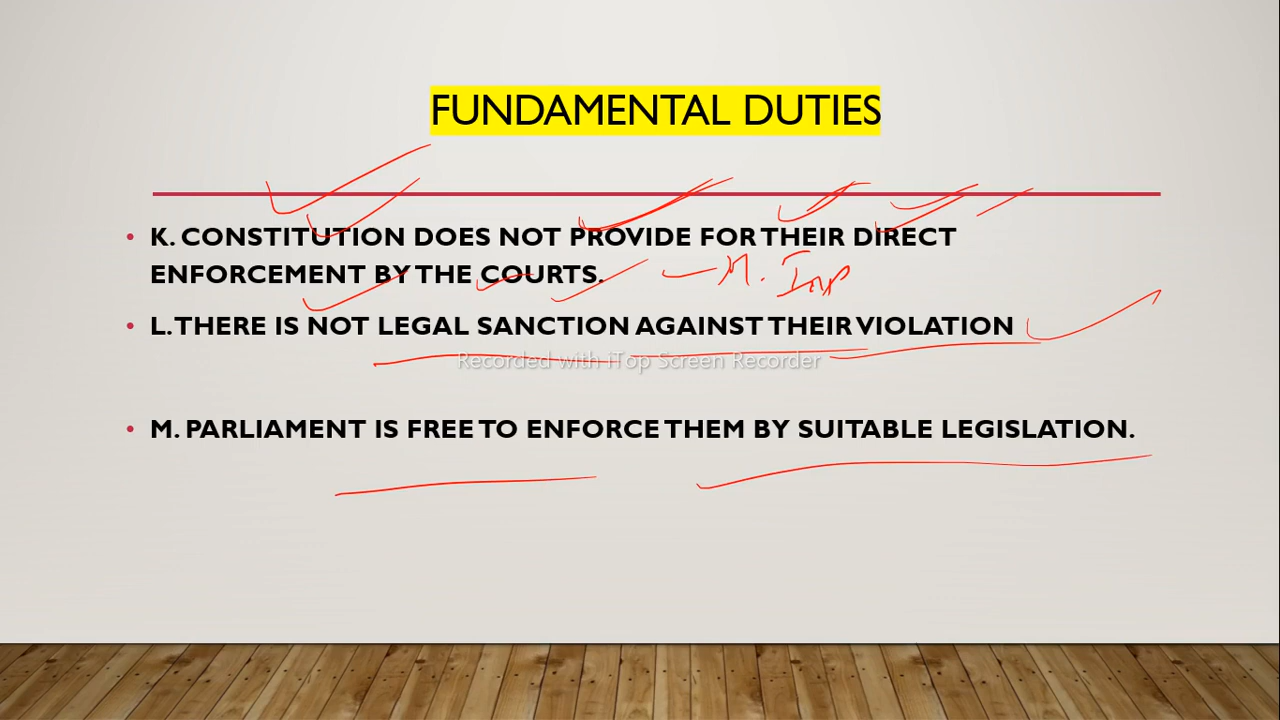 FUNDAMENTAL DUTIES
• K. CONSTITUTION DOES NOT PROVIDE FOR THEIR DIRECT
ENFORCEMENT BY THE COURTS. M. Imp
• L. THERE IS NOT LEGAL SANCTION AGAINST THEIR VIOLATION
Recorded with iTop Screen Recorder
• M. PARLIAMENT IS FREE TO ENFORCE THEM BY SUITABLE LEGISLATION.